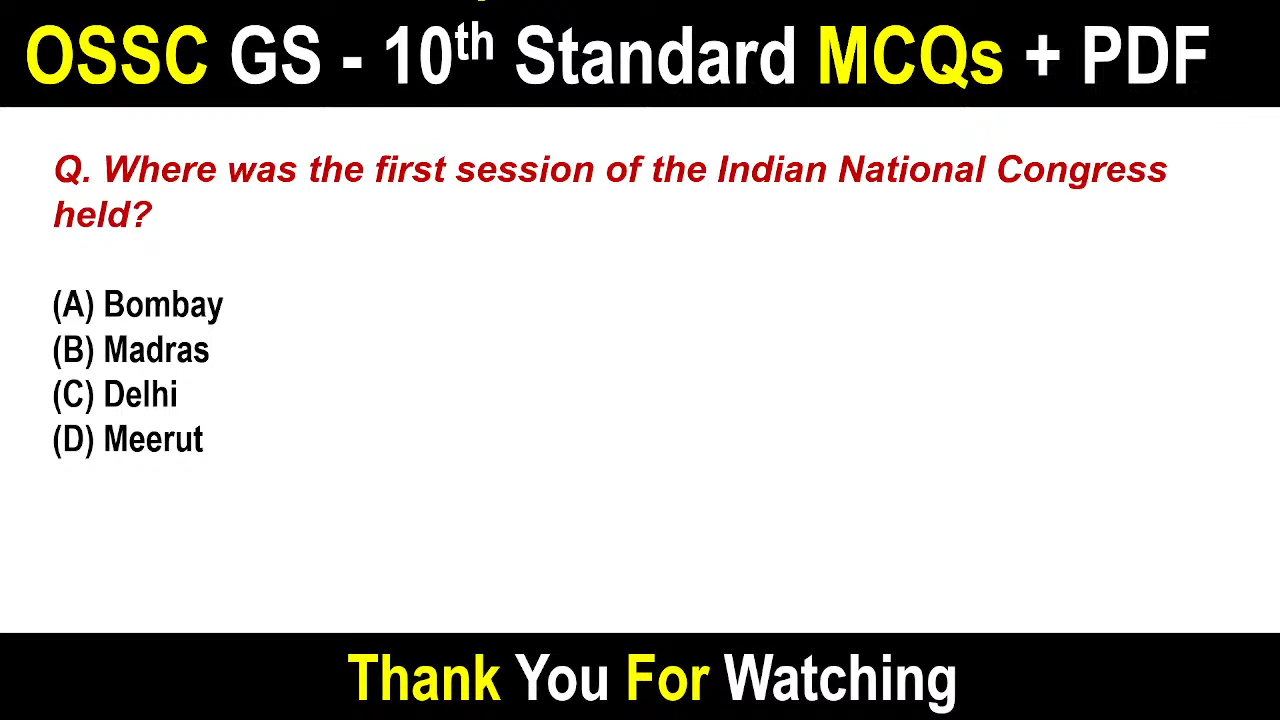 OSSC GS - 10th Standard MCQs + PDF
Q. Where was the first session of the Indian National Congress
held?
(A) Bombay
(B) Madras
(C) Delhi
(D) Meerut
Thank You For Watching